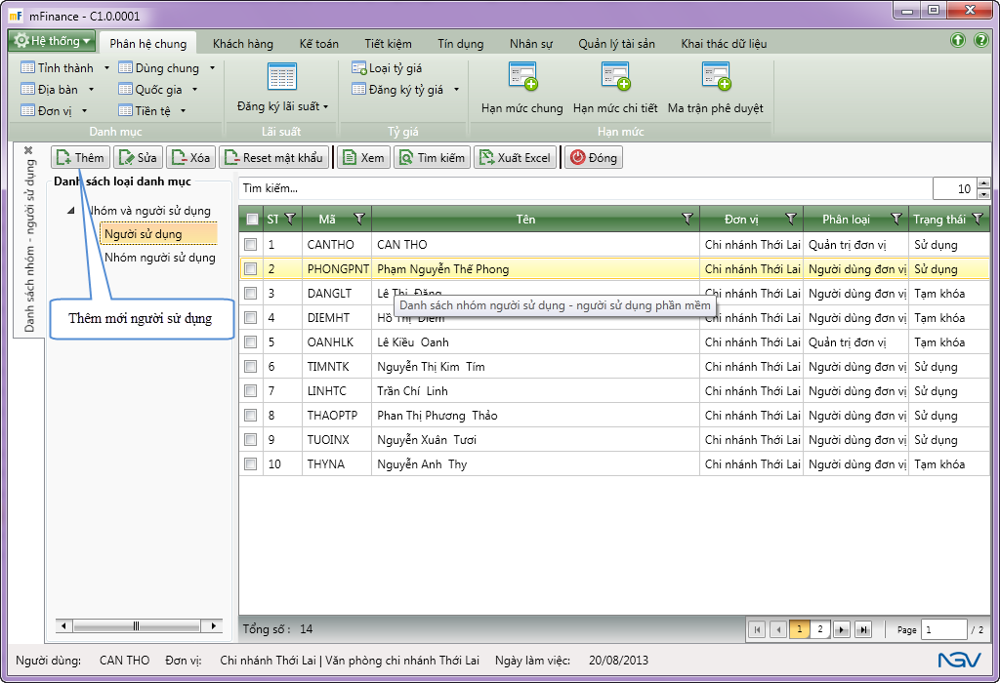 mF mFinance - C1.0.0001
Hệ thống Phân hệ chung Khách hàng Kế toán Tiết kiệm Tín dụng Nhân sự Quản lý tài sản Khai thác dữ liệu
Tỉnh thành Dùng chung Loại tỷ giá
Địa bàn Quốc gia Đăng ký tỷ giá
Đơn vị Tiền tệ Đăng ký lãi suất Hạn mức chung Hạn mức chi tiết Ma trận phê duyệt
Danh mục Lãi suất Tỷ giá Hạn mức
Danh sách nhóm - người sử dụng
Thêm Sửa Xóa Reset mật khẩu Xem Tìm kiếm Xuất Excel Đóng
Danh sách loại danh mục
Nhóm và người sử dụng
Người sử dụng
Nhóm người sử dụng
Thêm mới người sử dụng
Tìm kiếm... 10
ST Mã Tên Đơn vị Phân loại Trạng thái
1 CANTHO CAN THO Chi nhánh Thới Lai Quản trị đơn vị Sử dụng
2 PHONGPNT Phạm Nguyễn Thế Phong Chi nhánh Thới Lai Người dùng đơn vị Sử dụng
3 DANGLT Lê Thị Đăng Chi nhánh Thới Lai Người dùng đơn vị Tạm khóa
Danh sách nhóm người sử dụng - người sử dụng phần mềm
4 DIEMHT Hồ Thị Diễm Chi nhánh Thới Lai Người dùng đơn vị Tạm khóa
5 OANHLK Lê Kiều Oanh Chi nhánh Thới Lai Quản trị đơn vị Tạm khóa
6 TIMNTK Nguyễn Thị Kim Tím Chi nhánh Thới Lai Người dùng đơn vị Sử dụng
7 LINHTC Trần Chí Linh Chi nhánh Thới Lai Người dùng đơn vị Sử dụng
8 THAOPTP Phan Thị Phương Thảo Chi nhánh Thới Lai Người dùng đơn vị Sử dụng
9 TUOINX Nguyễn Xuân Tươi Chi nhánh Thới Lai Người dùng đơn vị Sử dụng
10 THYNA Nguyễn Anh Thy Chi nhánh Thới Lai Người dùng đơn vị Tạm khóa
Tổng số : 14 1 2 Page 1 / 2
Người dùng: CAN THO Đơn vị: Chi nhánh Thới Lai | Văn phòng chi nhánh Thới Lai Ngày làm việc: 20/08/2013 NGV